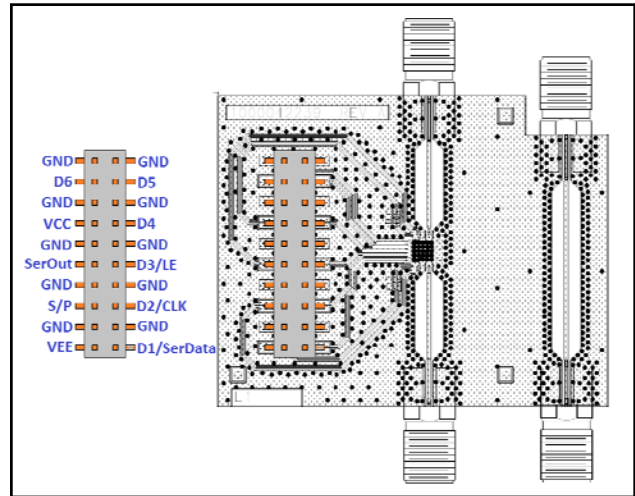 GND GND
D6 D5
GND GND
VCC D4
GND GND
SerOut D3/LE
GND GND
S/P D2/CLK
GND GND
VEE D1/SerData